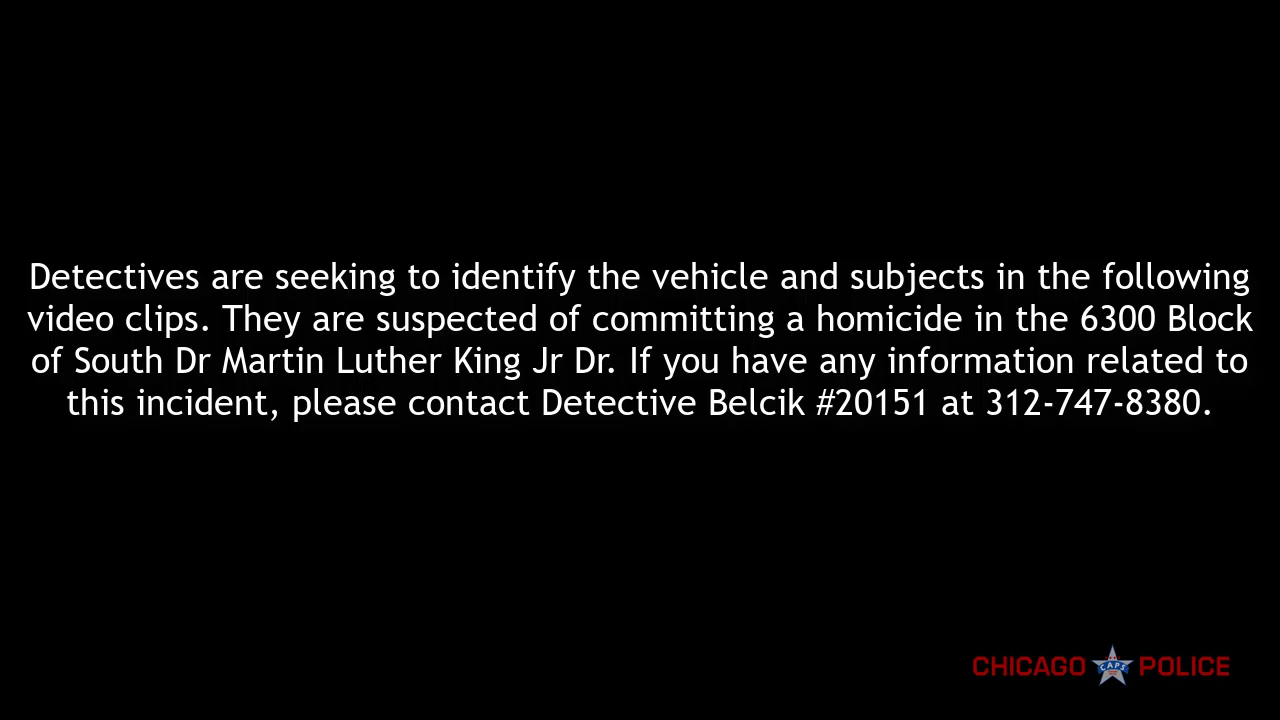 Detectives are seeking to identify the vehicle and subjects in the following
video clips. They are suspected of committing a homicide in the 6300 Block
of South Dr Martin Luther King Jr Dr. If you have any information related to
this incident, please contact Detective Belcik #20151 at 312-747-8380.
CHICAGO CAPS POLICE